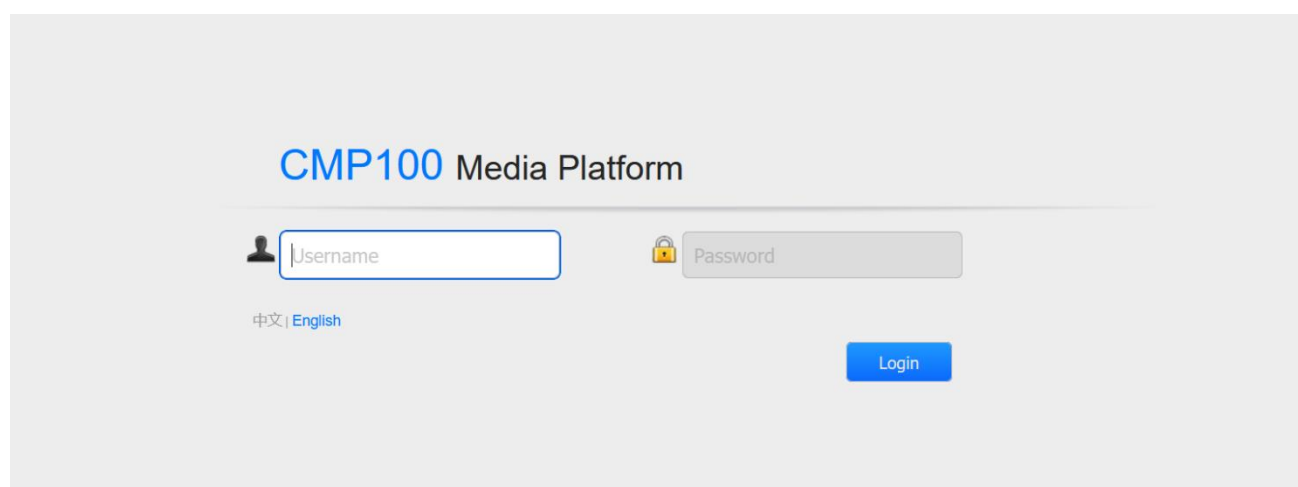 CMP100 Media Platform
Username
Password
中文 | English
Login